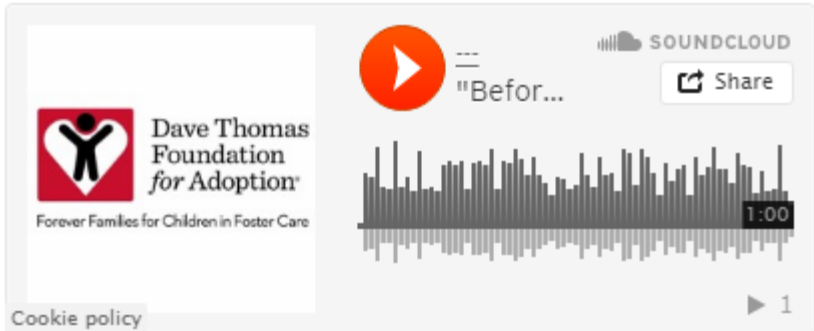 SOUNDCLOUD
---
"Befor...
Share
Dave Thomas
Foundation
for Adoption®
Forever Families for Children in Foster Care
1:00
1
Cookie policy